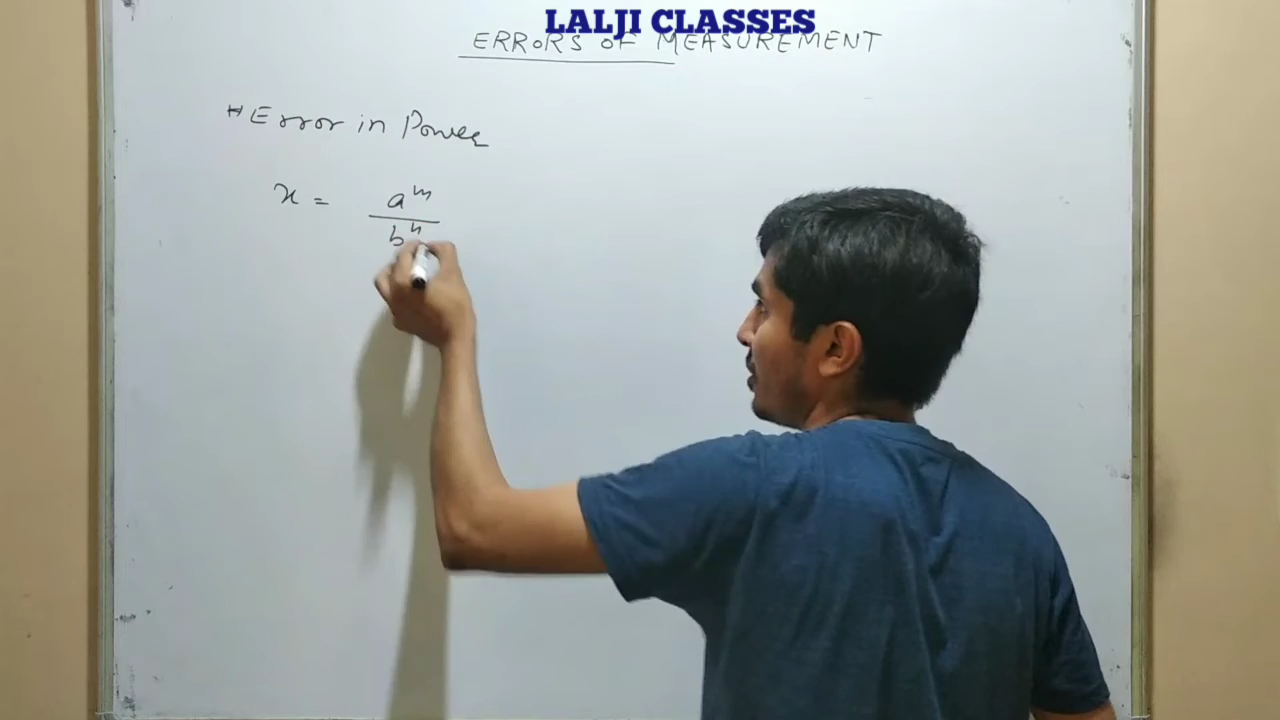 LALJI CLASSES
ERRORS OF MEASUREMENT
*Error in Power
x = a^m / b^n